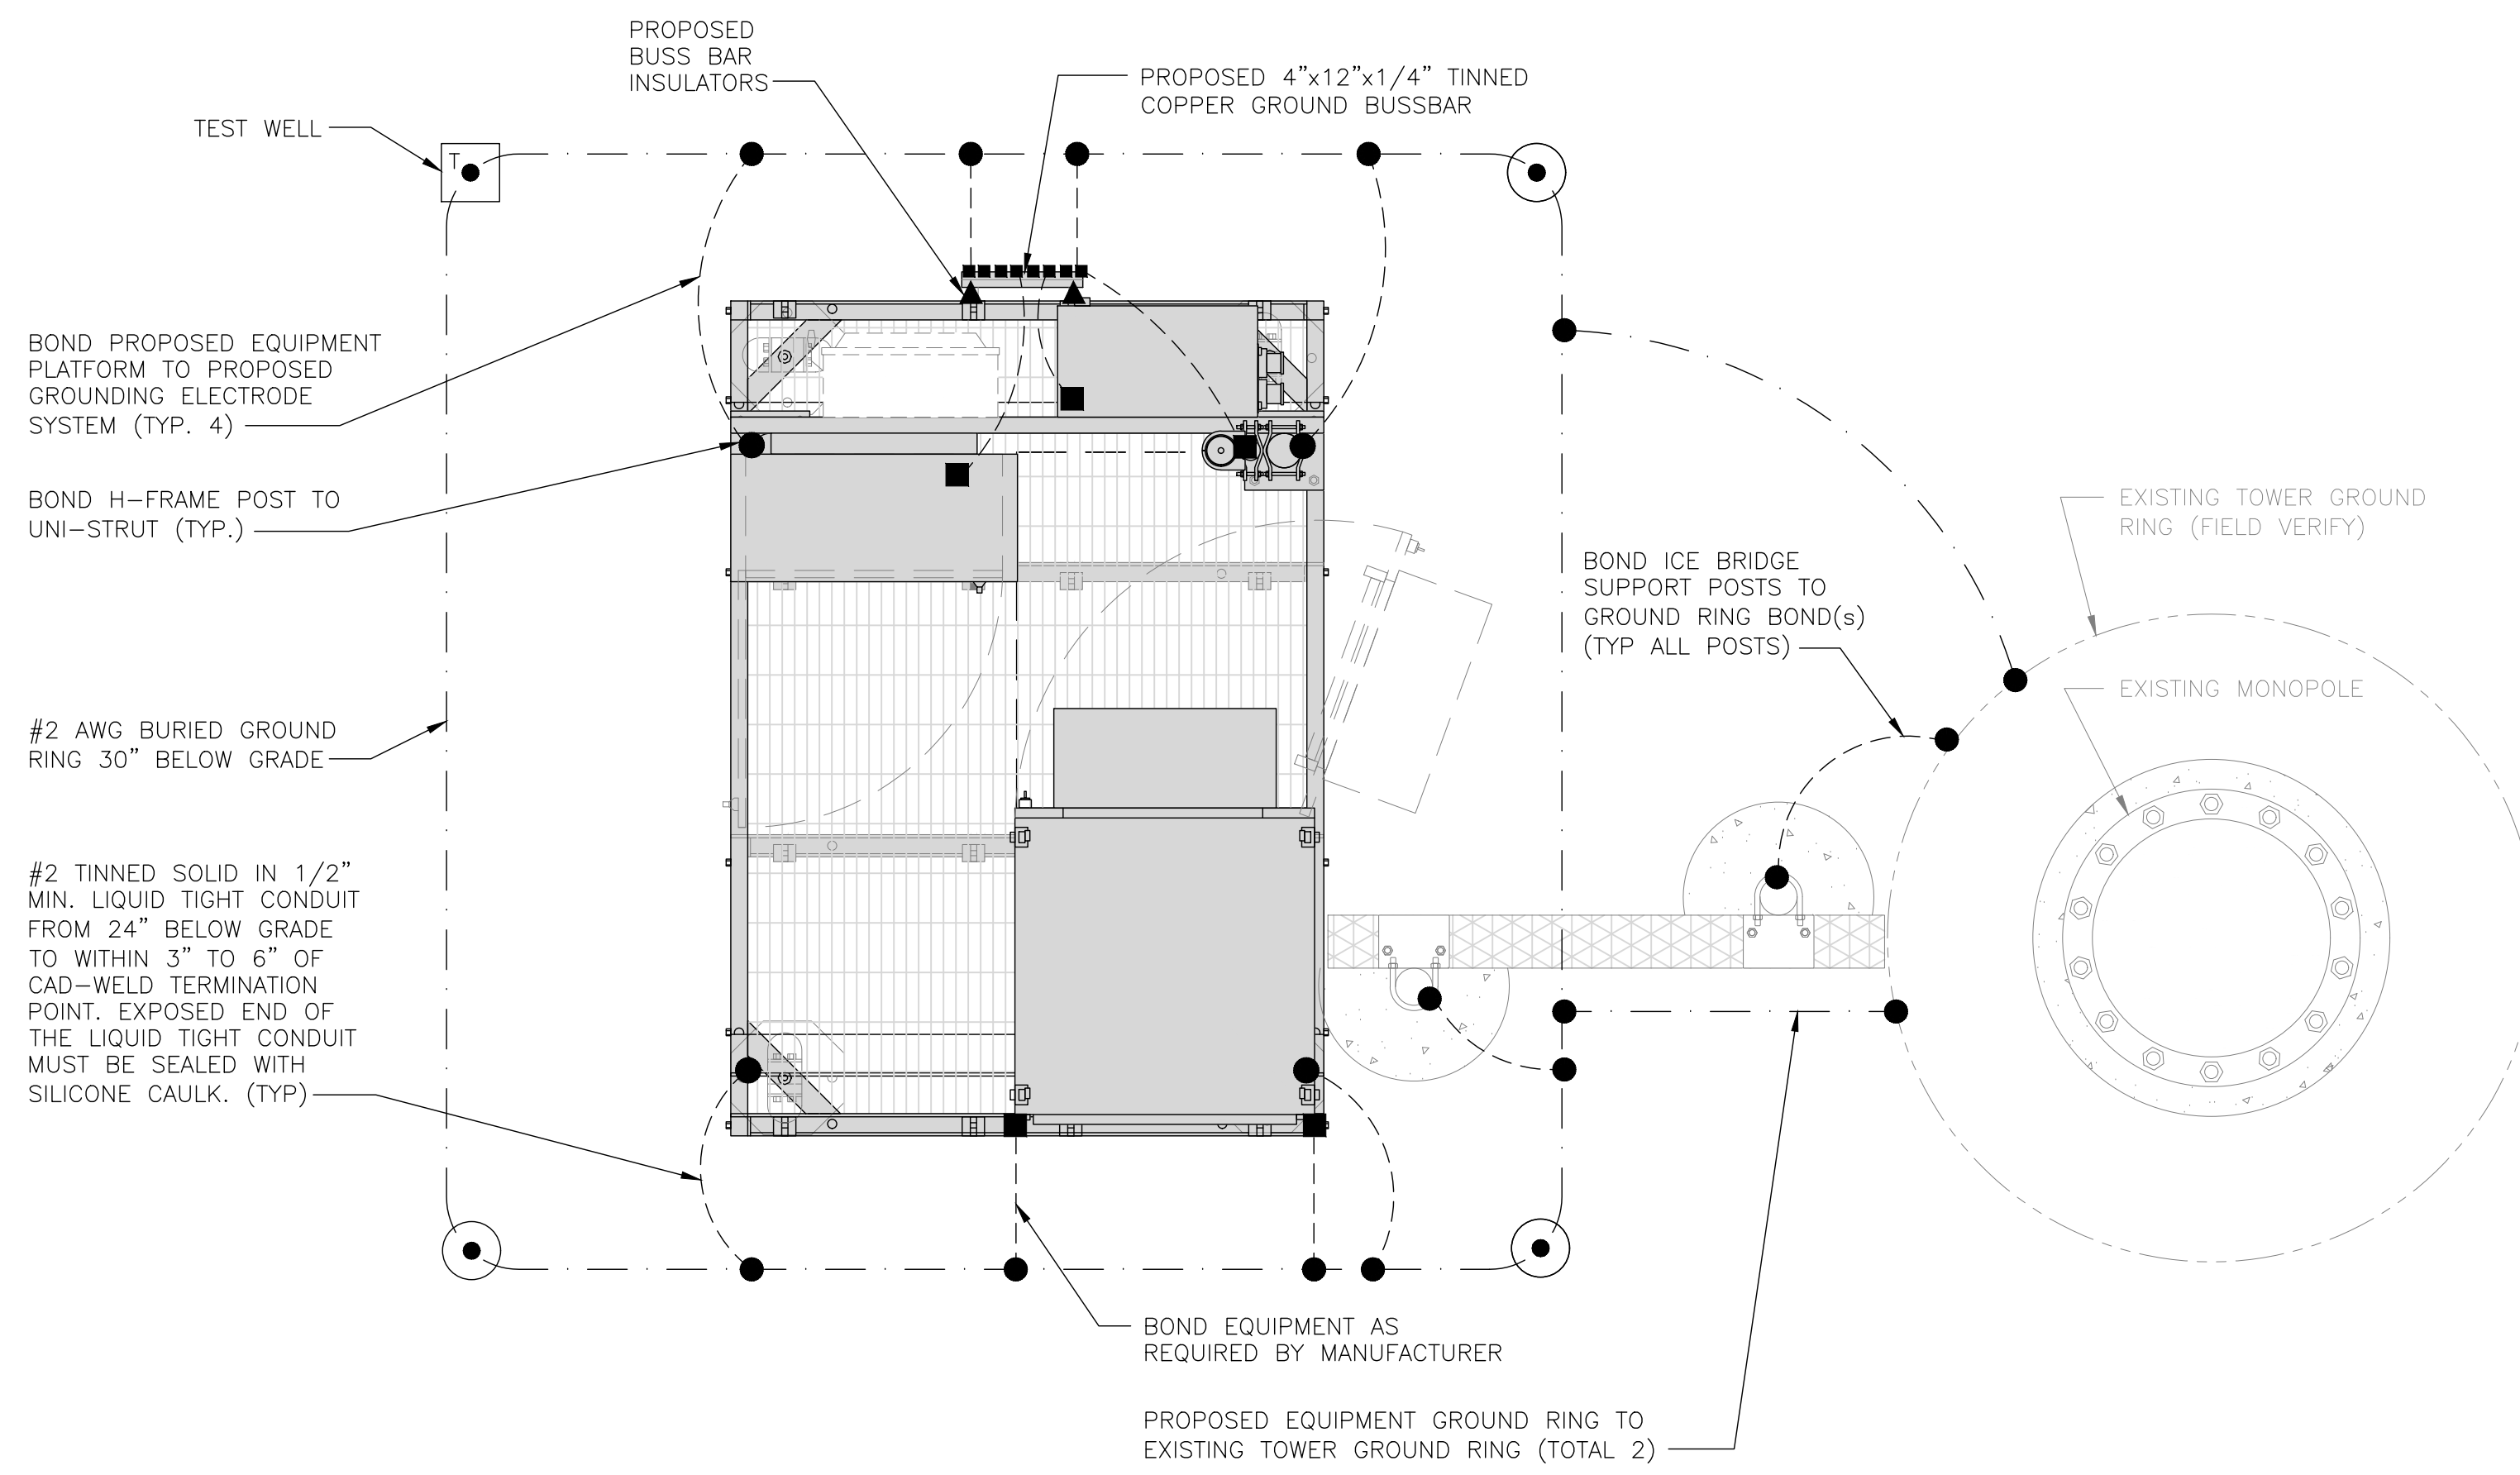 PROPOSED
BUSS BAR
INSULATORS
PROPOSED 4”x12”x1/4” TINNED
COPPER GROUND BUSSBAR
TEST WELL
T
BOND PROPOSED EQUIPMENT
PLATFORM TO PROPOSED
GROUNDING ELECTRODE
SYSTEM (TYP. 4)
BOND H-FRAME POST TO
UNI-STRUT (TYP.)
EXISTING TOWER GROUND
RING (FIELD VERIFY)
BOND ICE BRIDGE
SUPPORT POSTS TO
GROUND RING BOND(s)
(TYP ALL POSTS)
EXISTING MONOPOLE
#2 AWG BURIED GROUND
RING 30” BELOW GRADE
#2 TINNED SOLID IN 1/2”
MIN. LIQUID TIGHT CONDUIT
FROM 24” BELOW GRADE
TO WITHIN 3” TO 6” OF
CAD-WELD TERMINATION
POINT. EXPOSED END OF
THE LIQUID TIGHT CONDUIT
MUST BE SEALED WITH
SILICONE CAULK. (TYP)
BOND EQUIPMENT AS
REQUIRED BY MANUFACTURER
PROPOSED EQUIPMENT GROUND RING TO
EXISTING TOWER GROUND RING (TOTAL 2)